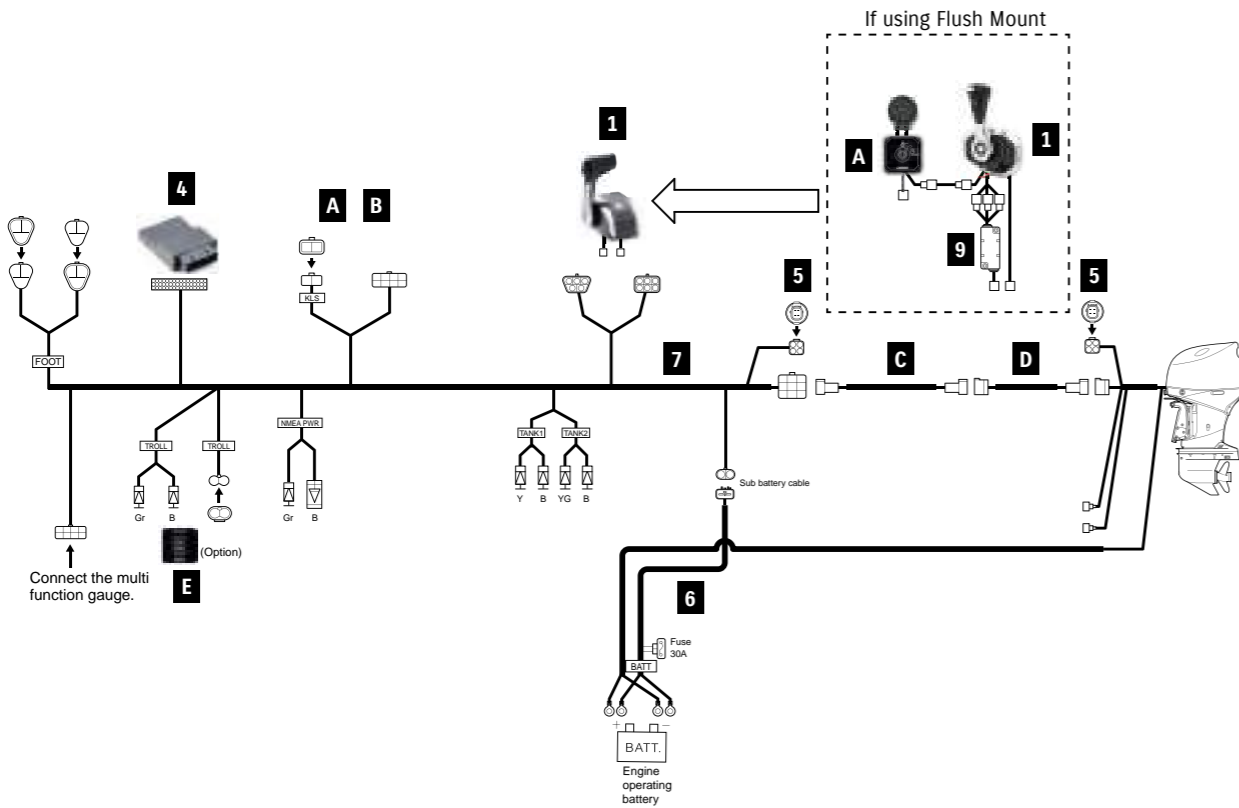 If using Flush Mount
1
A
1
9
4
A B
5
5
KLS
FOOT
7
C
D
TROLL
TROLL
NMEA PWR
TANK1
TANK2
Gr
B
Gr
B
Y
B
YG
B
Sub battery cable
(Option)
E
Connect the multi
function gauge.
6
Fuse
30A
BATT
+
−
BATT.
Engine
operating
battery